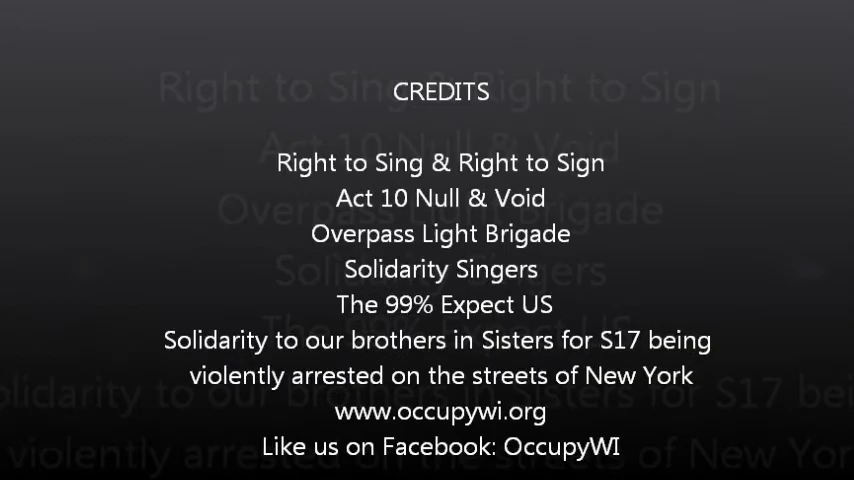 CREDITS
Right to Sing & Right to Sign
Act 10 Null & Void
Overpass Light Brigade
Solidarity Singers
The 99% Expect US
Solidarity to our brothers in Sisters for S17 being
violently arrested on the streets of New York
www.occupywi.org
Like us on Facebook: OccupyWI